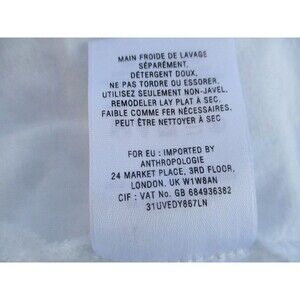 MAIN FROIDE DE LAVAGE
SÉPARÉMENT,
DÉTERGENT DOUX,
NE PAS TORDRE OU ESSORER.
UTILISEZ SEULEMENT NON-JAVEL.
REMODELER LAY PLAT À SEC.
FAIBLE COMME FER NÉCESSAIRES.
PEUT ÊTRE NETTOYER À SEC
FOR EU : IMPORTED BY
ANTHROPOLOGIE
24 MARKET PLACE, 3RD FLOOR,
LONDON. UK W1W8AN
CIF : VAT No. GB 684936382
31UVEDY867LN